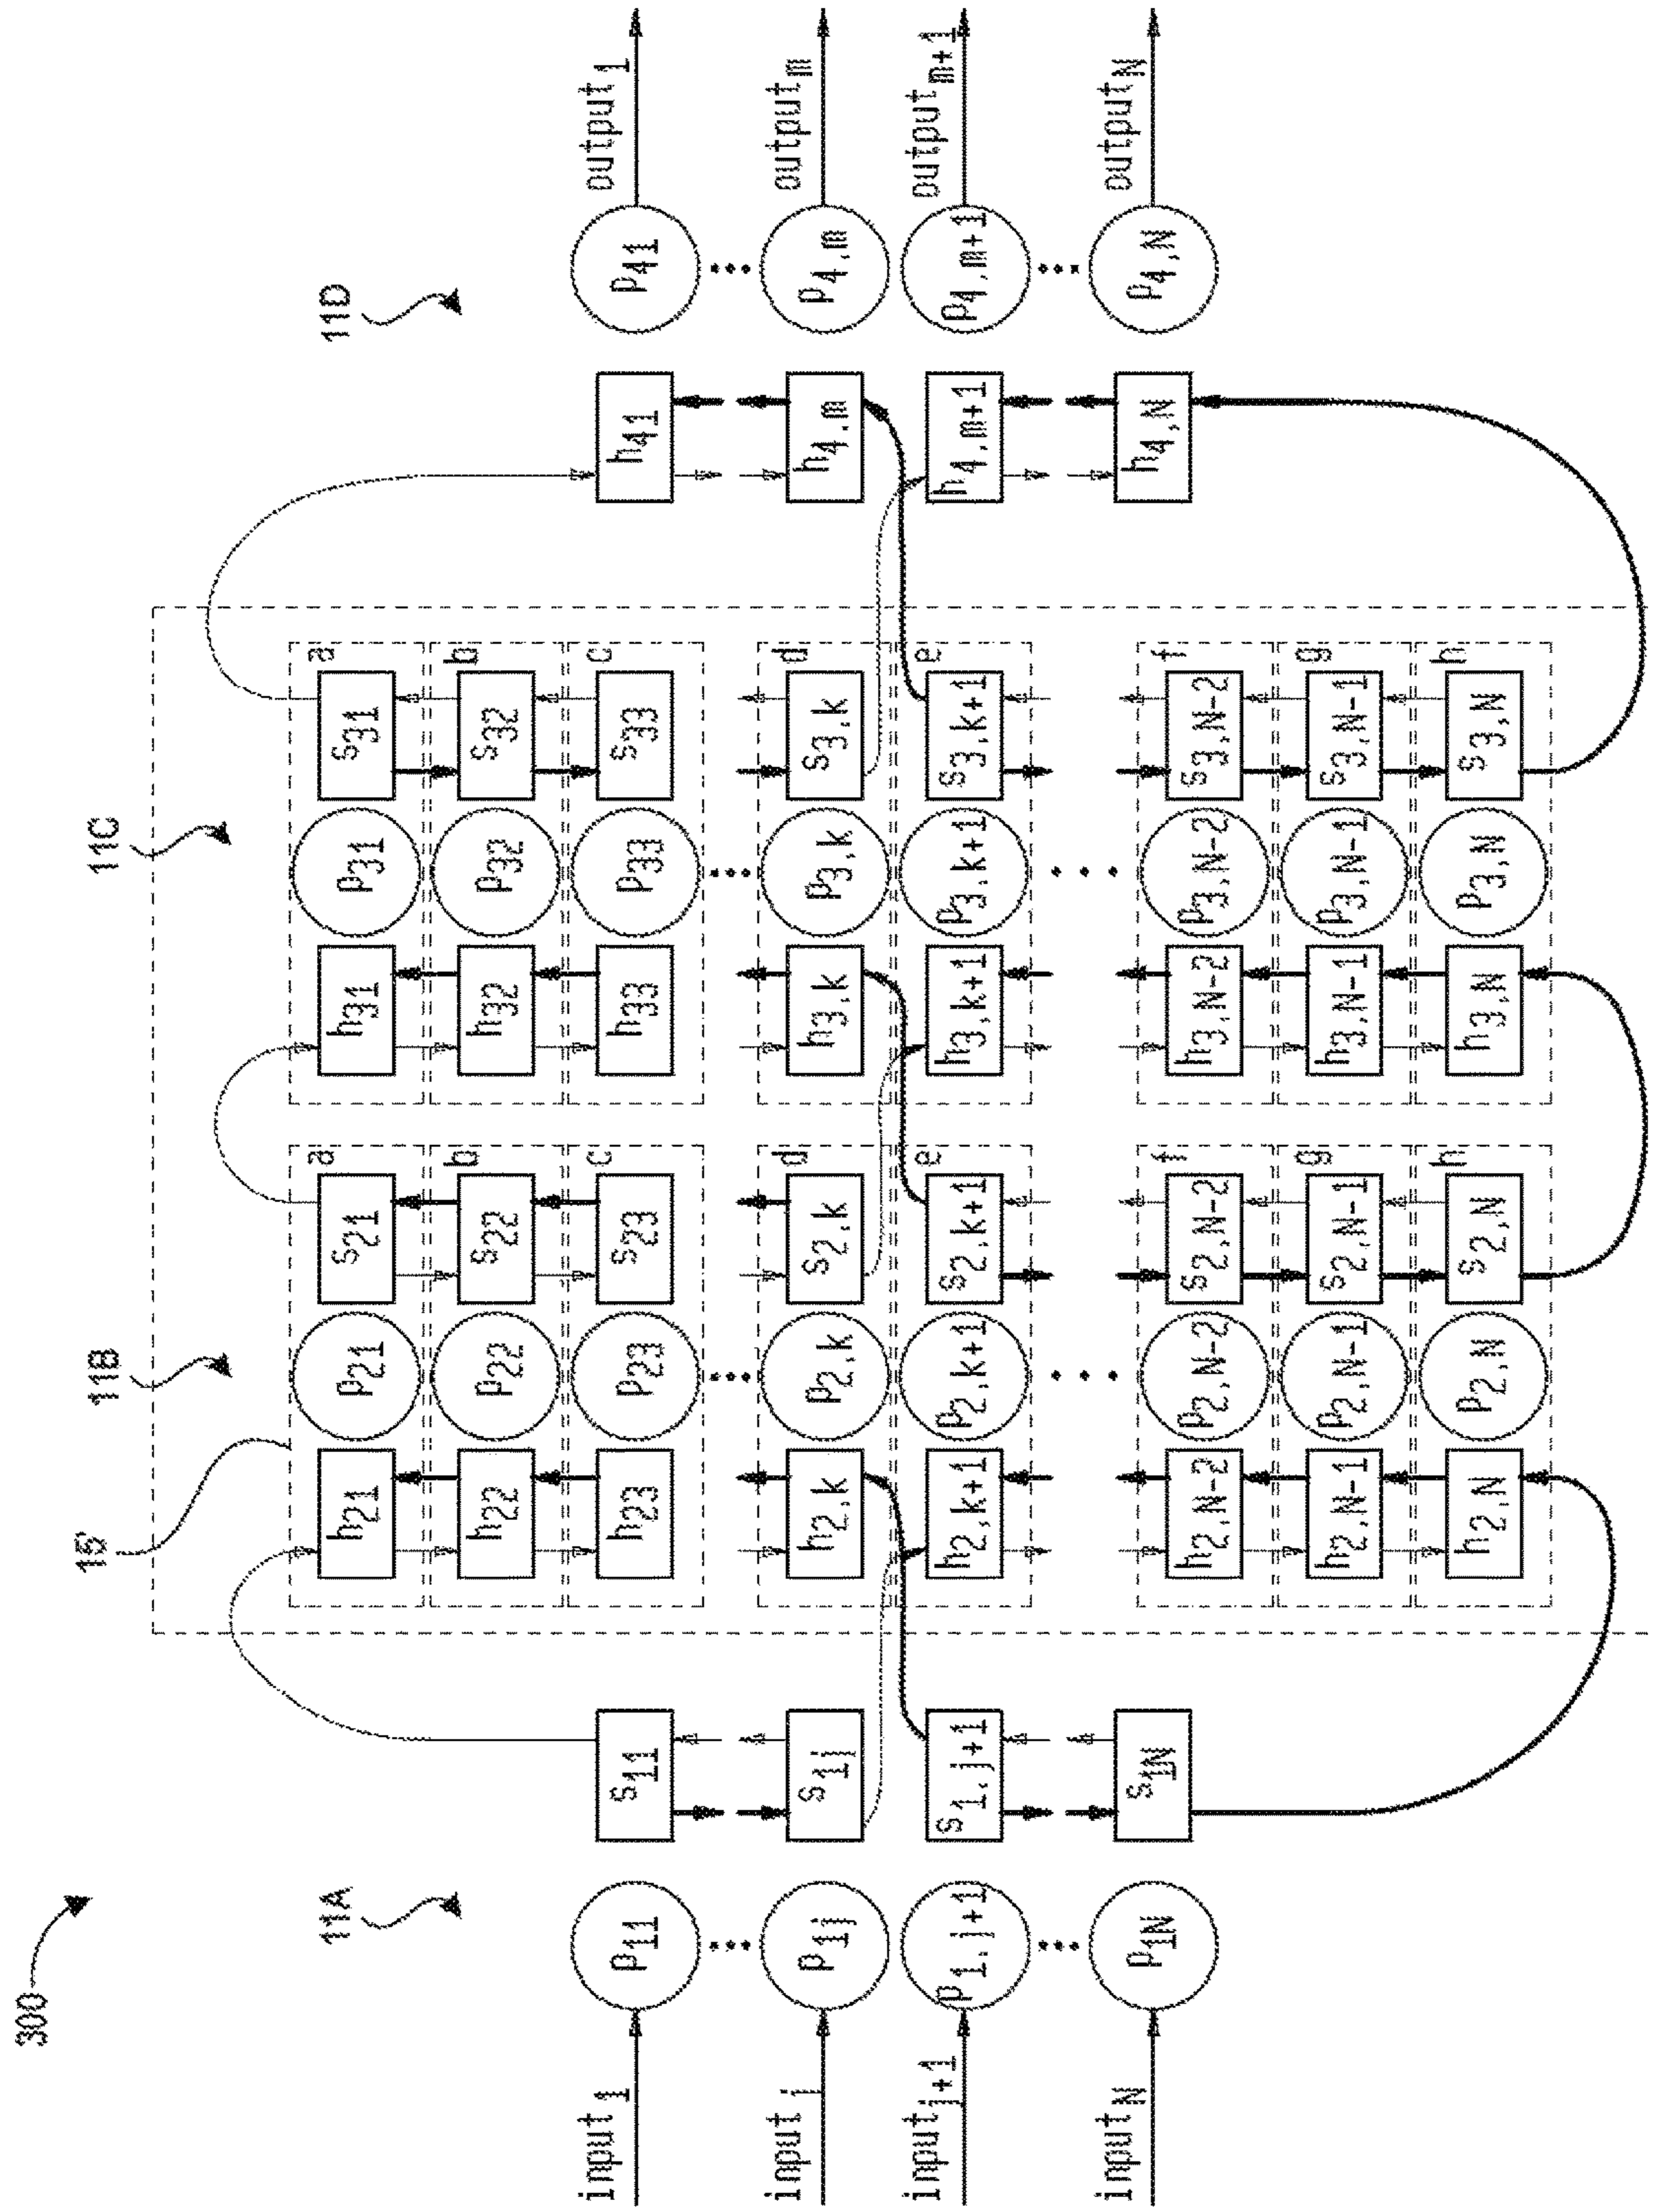 300
15'
11B
11C
11A
11D
h21
p21
s21
a
h31
p31
s31
a
h22
p22
s22
b
h32
p32
s32
b
input1
p11
s11
h23
p23
s23
c
h33
p33
s33
c
h41
p41
output1
inputj
p1j
s1j
h2,k
p2,k
s2,k
d
h3,k
p3,k
s3,k
d
h4,m
p4,m
outputm
inputj+1
p1.j+1
s1.j+1
h2,k+1
p2,k+1
s2,k+1
e
h3,k+1
p3,k+1
s3,k+1
e
h4,m+1
p4,m+1
outputm+1
inputN
p1N
s1N
h2,N-2
p2,N-2
s2,N-2
f
h3,N-2
p3,N-2
s3,N-2
f
h4,N
p4,N
outputN
h2,N-1
p2,N-1
s2,N-1
g
h3,N-1
p3,N-1
s3,N-1
g
h2,N
p2,N
s2,N
h
h3,N
p3,N
s3,N
h